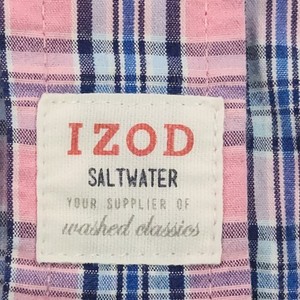 IZOD
SALTWATER
YOUR SUPPLIER OF
washed classics